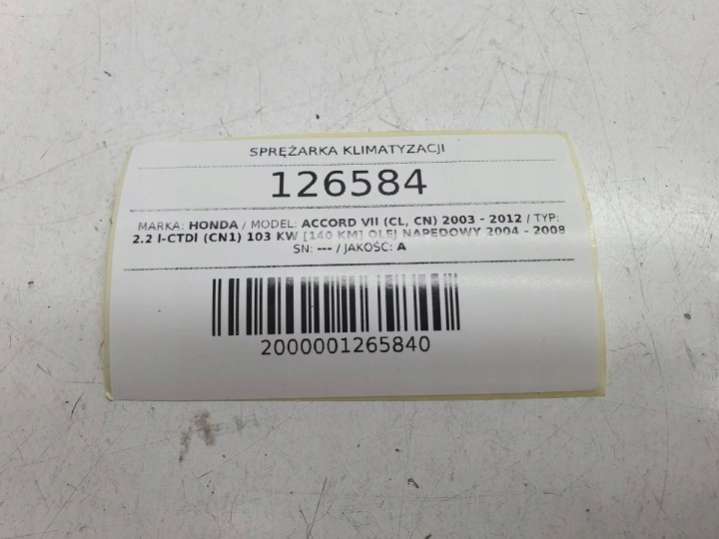 SPRĘŻARKA KLIMATYZACJI
126584
MARKA: HONDA / MODEL: ACCORD VII (CL, CN) 2003 - 2012 / TYP:
2.2 i-CTDi (CN1) 103 KW [140 KM] OLEJ NAPĘDOWY 2004 - 2008
SN: --- / JAKOŚĆ: A
2000001265840